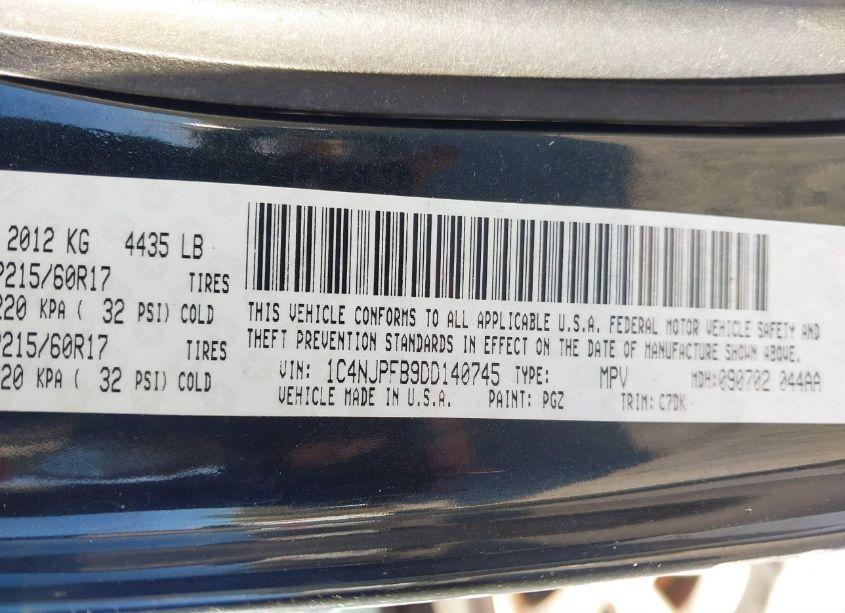 2012 KG 4435 LB
P215/60R17 TIRES
220 KPA ( 32 PSI) COLD
P215/60R17 TIRES
20 KPA ( 32 PSI) COLD
THIS VEHICLE CONFORMS TO ALL APPLICABLE U.S.A. FEDERAL MOTOR VEHICLE SAFETY AND
THEFT PREVENTION STANDARDS IN EFFECT ON THE DATE OF MANUFACTURE SHOWN ABOVE.
VIN: 1C4NJPFB9DD140745 TYPE: MPV MDH:090702 044AA
VEHICLE MADE IN U.S.A. PAINT: PGZ TRIM: C7DK